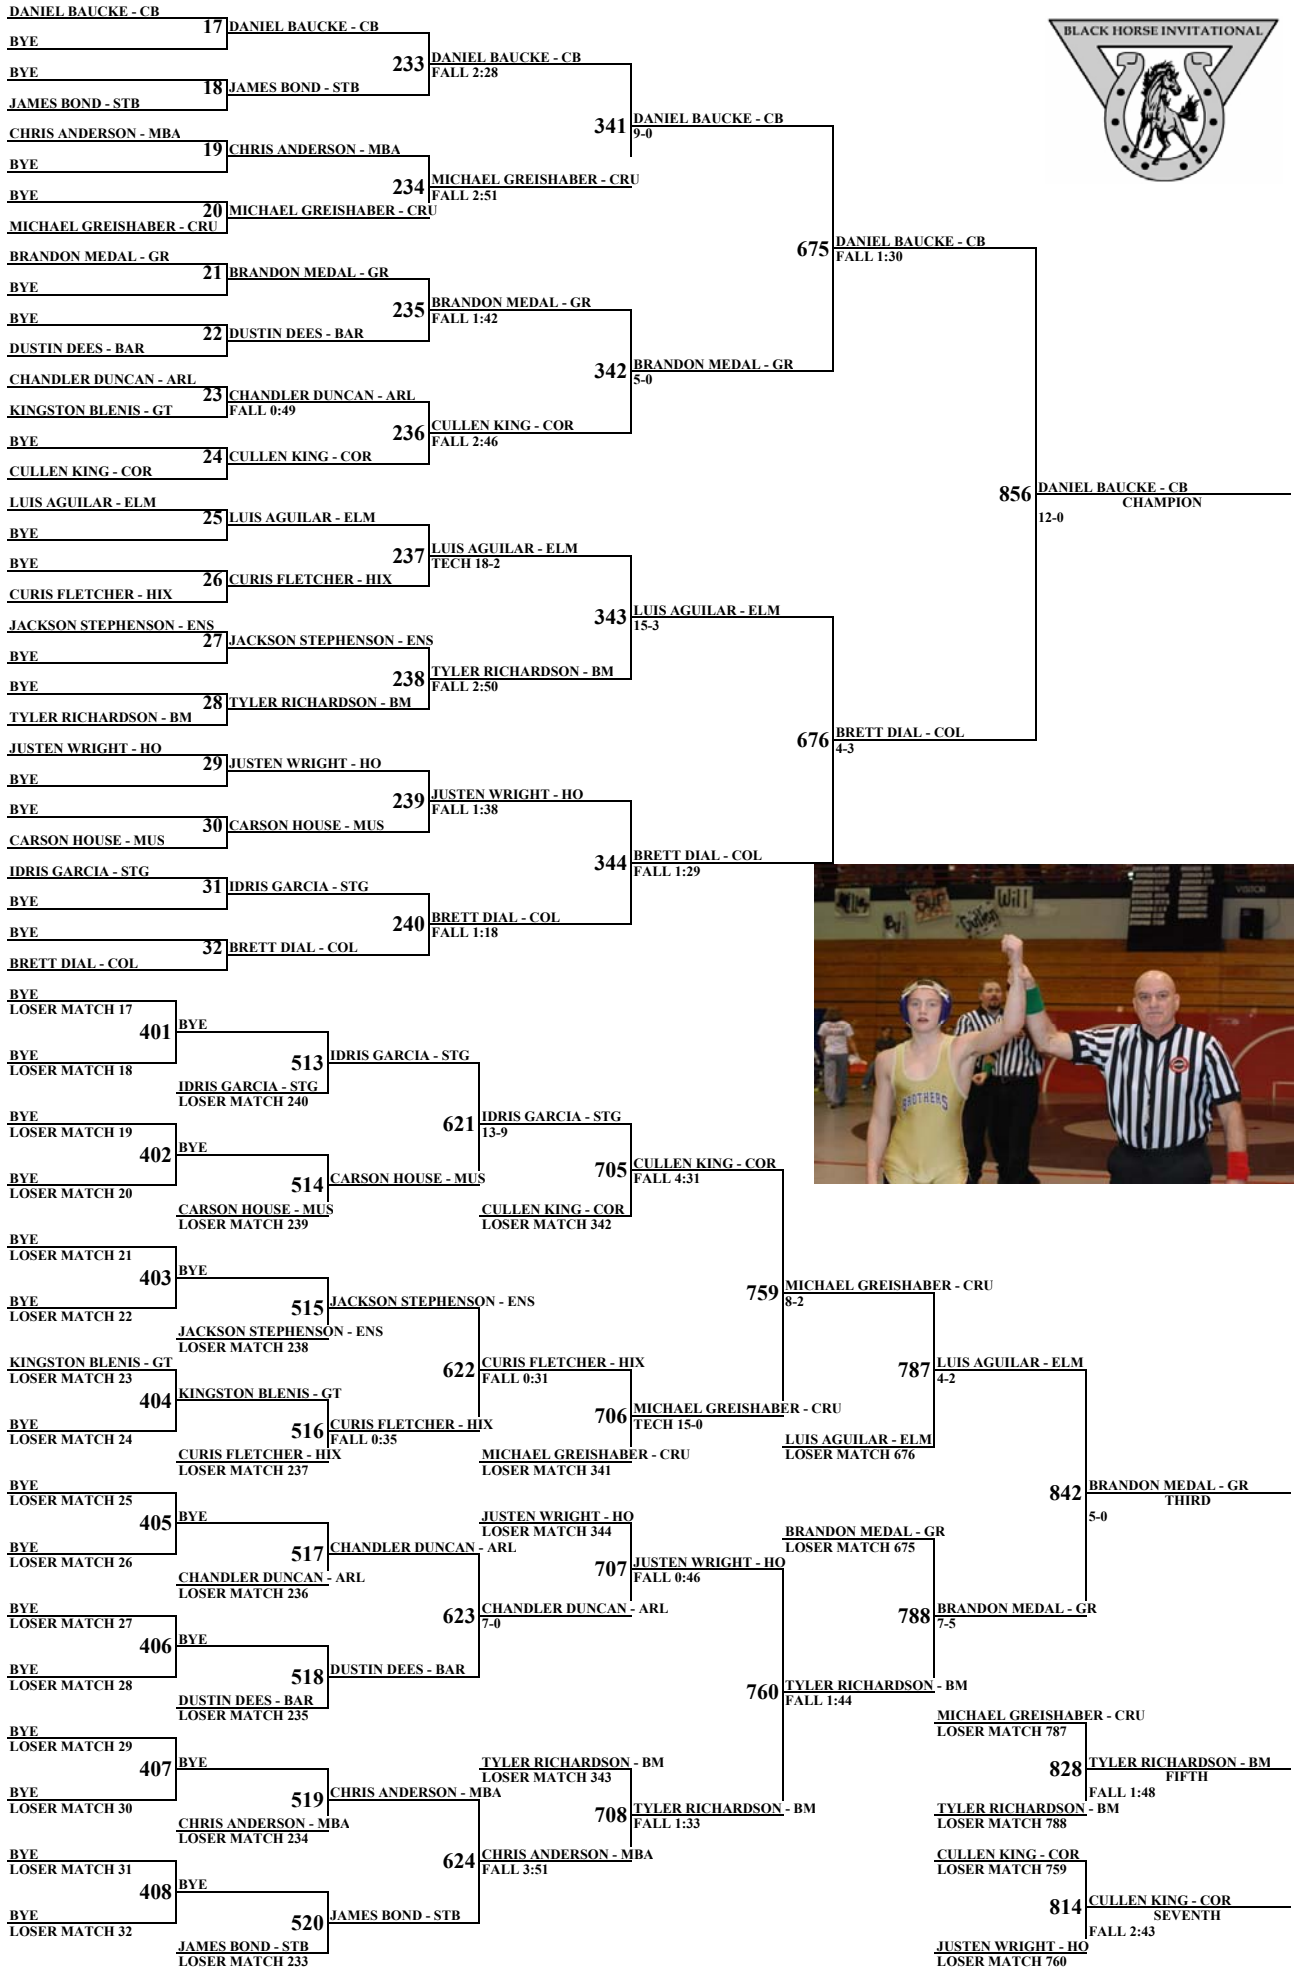 BLACK HORSE INVITATIONAL
DANIEL BAUCKE - CB
17
BYE
DANIEL BAUCKE - CB
BYE
18
JAMES BOND - STB
JAMES BOND - STB
233
DANIEL BAUCKE - CB
FALL 2:28
CHRIS ANDERSON - MBA
19
BYE
CHRIS ANDERSON - MBA
BYE
20
MICHAEL GREISHABER - CRU
MICHAEL GREISHABER - CRU
234
MICHAEL GREISHABER - CRU
FALL 2:51
341
DANIEL BAUCKE - CB
9-0
BRANDON MEDAL - GR
21
BYE
BRANDON MEDAL - GR
BYE
22
DUSTIN DEES - BAR
DUSTIN DEES - BAR
235
BRANDON MEDAL - GR
FALL 1:42
CHANDLER DUNCAN - ARL
23
KINGSTON BLENIS - GT
CHANDLER DUNCAN - ARL
FALL 0:49
BYE
24
CULLEN KING - COR
CULLEN KING - COR
236
CULLEN KING - COR
FALL 2:46
342
BRANDON MEDAL - GR
5-0
675
DANIEL BAUCKE - CB
FALL 1:30
LUIS AGUILAR - ELM
25
BYE
LUIS AGUILAR - ELM
BYE
26
CURIS FLETCHER - HIX
CURIS FLETCHER - HIX
237
LUIS AGUILAR - ELM
TECH 18-2
JACKSON STEPHENSON - ENS
27
BYE
JACKSON STEPHENSON - ENS
BYE
28
TYLER RICHARDSON - BM
TYLER RICHARDSON - BM
238
TYLER RICHARDSON - BM
FALL 2:50
343
LUIS AGUILAR - ELM
15-3
JUSTEN WRIGHT - HO
29
BYE
JUSTEN WRIGHT - HO
BYE
30
CARSON HOUSE - MUS
CARSON HOUSE - MUS
239
JUSTEN WRIGHT - HO
FALL 1:38
IDRIS GARCIA - STG
31
BYE
IDRIS GARCIA - STG
BYE
32
BRETT DIAL - COL
BRETT DIAL - COL
240
BRETT DIAL - COL
FALL 1:18
344
BRETT DIAL - COL
FALL 1:29
676
BRETT DIAL - COL
4-3
856
DANIEL BAUCKE - CB
CHAMPION
12-0
VISITOR
Will
BROTHERS
BYE
LOSER MATCH 17
401
BYE
LOSER MATCH 18
BYE
513
IDRIS GARCIA - STG
LOSER MATCH 240
IDRIS GARCIA - STG
BYE
LOSER MATCH 19
402
BYE
LOSER MATCH 20
BYE
514
CARSON HOUSE - MUS
LOSER MATCH 239
CARSON HOUSE - MUS
621
IDRIS GARCIA - STG
13-9
CULLEN KING - COR
LOSER MATCH 342
705
CULLEN KING - COR
FALL 4:31
BYE
LOSER MATCH 21
403
BYE
LOSER MATCH 22
BYE
515
JACKSON STEPHENSON - ENS
LOSER MATCH 238
JACKSON STEPHENSON - ENS
KINGSTON BLENIS - GT
LOSER MATCH 23
404
BYE
LOSER MATCH 24
KINGSTON BLENIS - GT
516
CURIS FLETCHER - HIX
LOSER MATCH 237
CURIS FLETCHER - HIX
FALL 0:35
622
CURIS FLETCHER - HIX
FALL 0:31
MICHAEL GREISHABER - CRU
LOSER MATCH 341
706
MICHAEL GREISHABER - CRU
TECH 15-0
759
MICHAEL GREISHABER - CRU
8-2
LUIS AGUILAR - ELM
LOSER MATCH 676
787
LUIS AGUILAR - ELM
4-2
BYE
LOSER MATCH 25
405
BYE
LOSER MATCH 26
BYE
517
CHANDLER DUNCAN - ARL
LOSER MATCH 236
CHANDLER DUNCAN - ARL
BYE
LOSER MATCH 27
406
BYE
LOSER MATCH 28
BYE
518
DUSTIN DEES - BAR
LOSER MATCH 235
DUSTIN DEES - BAR
623
CHANDLER DUNCAN - ARL
7-0
JUSTEN WRIGHT - HO
LOSER MATCH 344
707
JUSTEN WRIGHT - HO
FALL 0:46
BYE
LOSER MATCH 29
407
BYE
LOSER MATCH 30
BYE
519
CHRIS ANDERSON - MBA
LOSER MATCH 234
CHRIS ANDERSON - MBA
BYE
LOSER MATCH 31
408
BYE
LOSER MATCH 32
BYE
520
JAMES BOND - STB
LOSER MATCH 233
JAMES BOND - STB
624
CHRIS ANDERSON - MBA
FALL 3:51
TYLER RICHARDSON - BM
LOSER MATCH 343
708
TYLER RICHARDSON - BM
FALL 1:33
760
TYLER RICHARDSON - BM
FALL 1:44
BRANDON MEDAL - GR
LOSER MATCH 675
788
BRANDON MEDAL - GR
7-5
842
BRANDON MEDAL - GR
THIRD
5-0
MICHAEL GREISHABER - CRU
LOSER MATCH 787
828
TYLER RICHARDSON - BM
LOSER MATCH 788
TYLER RICHARDSON - BM
FIFTH
FALL 1:48
CULLEN KING - COR
LOSER MATCH 759
814
JUSTEN WRIGHT - HO
LOSER MATCH 760
CULLEN KING - COR
SEVENTH
FALL 2:43